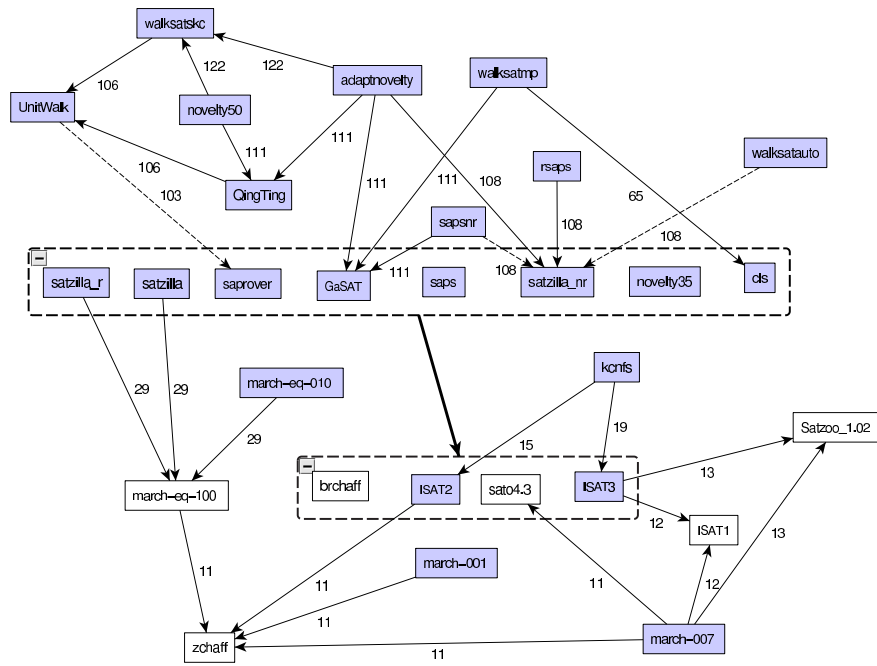 walksatskc
122
122
adaptnovelty
walksatmp
106
UnitWalk
novelty50
106
111
111
103
QingTing
111
108
111
rsaps
walksatauto
65
sapsnr
108
108
111
108
satzilla_r
satzilla
saprover
GaSAT
saps
satzilla_nr
novelty35
cls
29
29
march-eq-010
29
kcnfs
19
15
Satzoo_1.02
13
brchaff
ISAT2
sato4.3
ISAT3
march-eq-100
12
ISAT1
13
11
11
march-001
11
12
11
zchaff
march-007
11